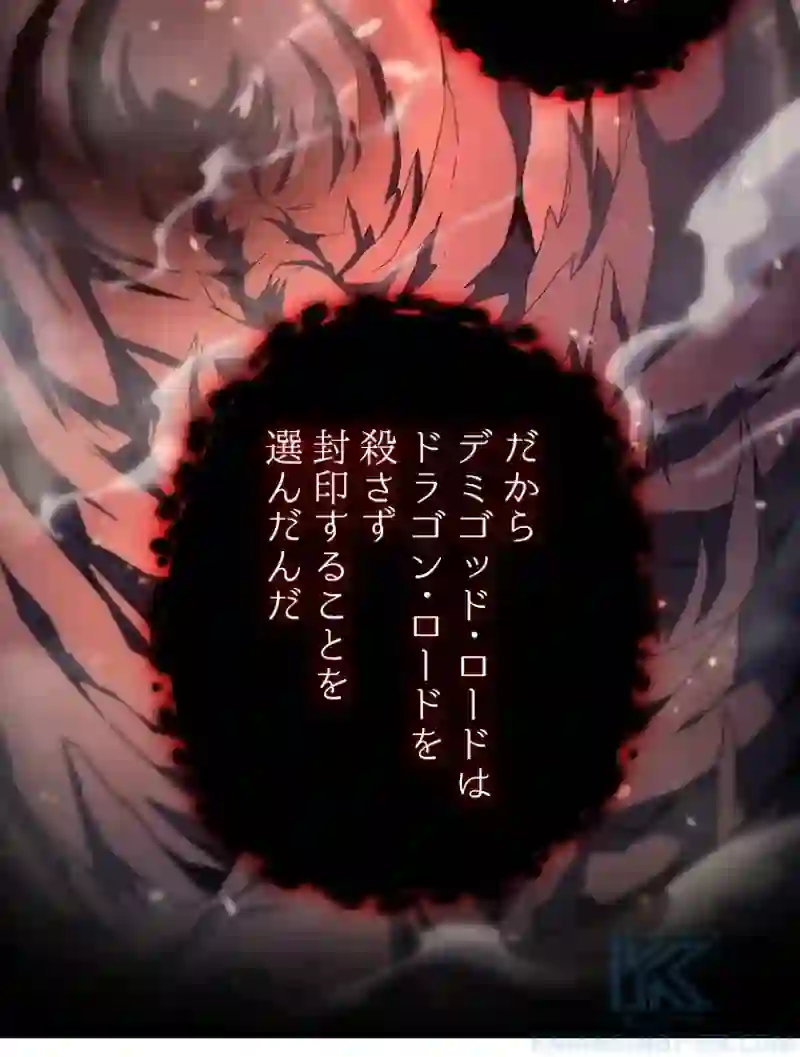 だから
デミゴッド・ロードは
ドラゴン・ロードを
殺さず
封印することを
選んだんだ